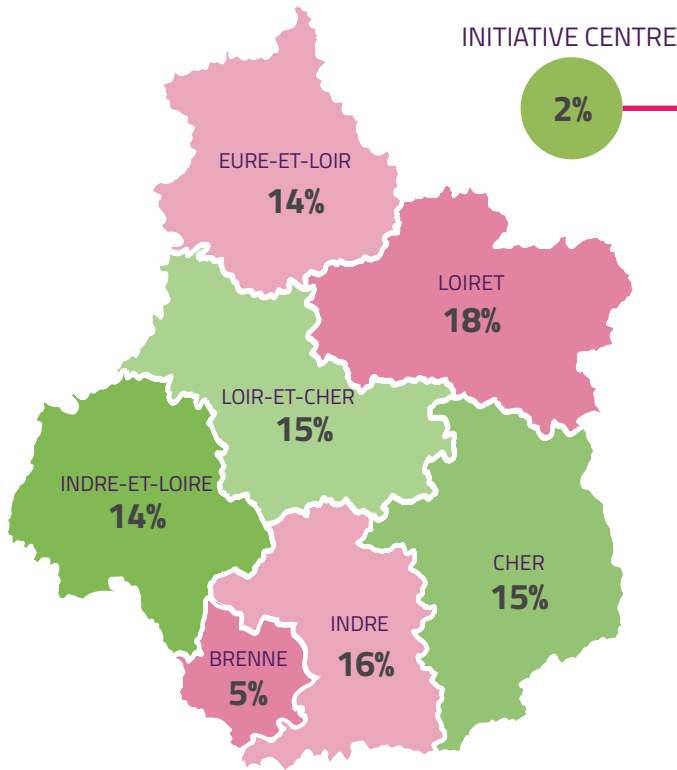 INITIATIVE CENTRE
2%
EURE-ET-LOIR
14%
LOIRET
18%
LOIR-ET-CHER
15%
INDRE-ET-LOIRE
14%
CHER
15%
INDRE
16%
BRENNE
5%